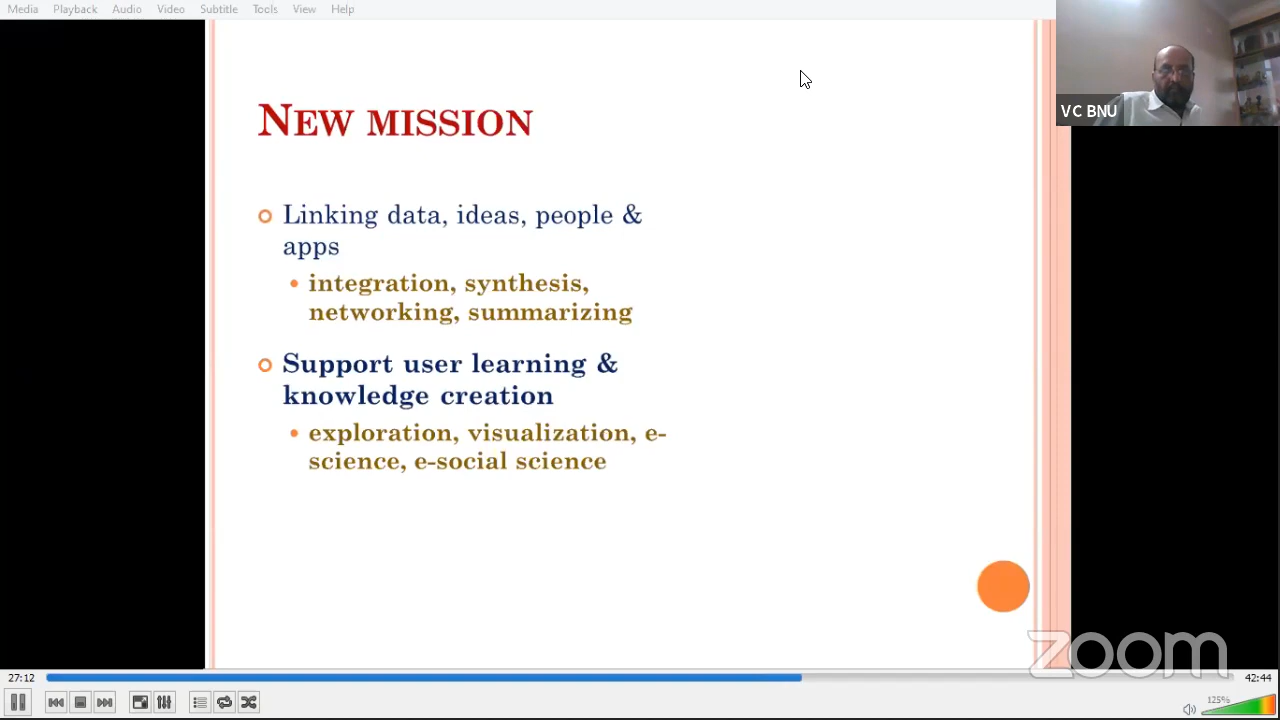 Media Playback Audio Video Subtitle Tools View Help
VC BNU
NEW MISSION
Linking data, ideas, people &
apps
integration, synthesis,
networking, summarizing
Support user learning &
knowledge creation
exploration, visualization, e-
science, e-social science
zoom
27:12 42:44
125%